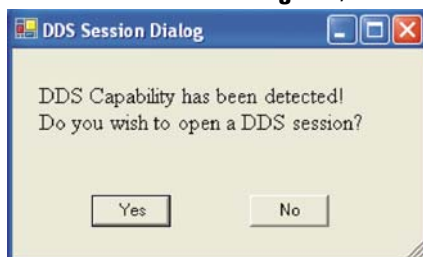 DDS Session Dialog
DDS Capability has been detected!
Do you wish to open a DDS session?
Yes No